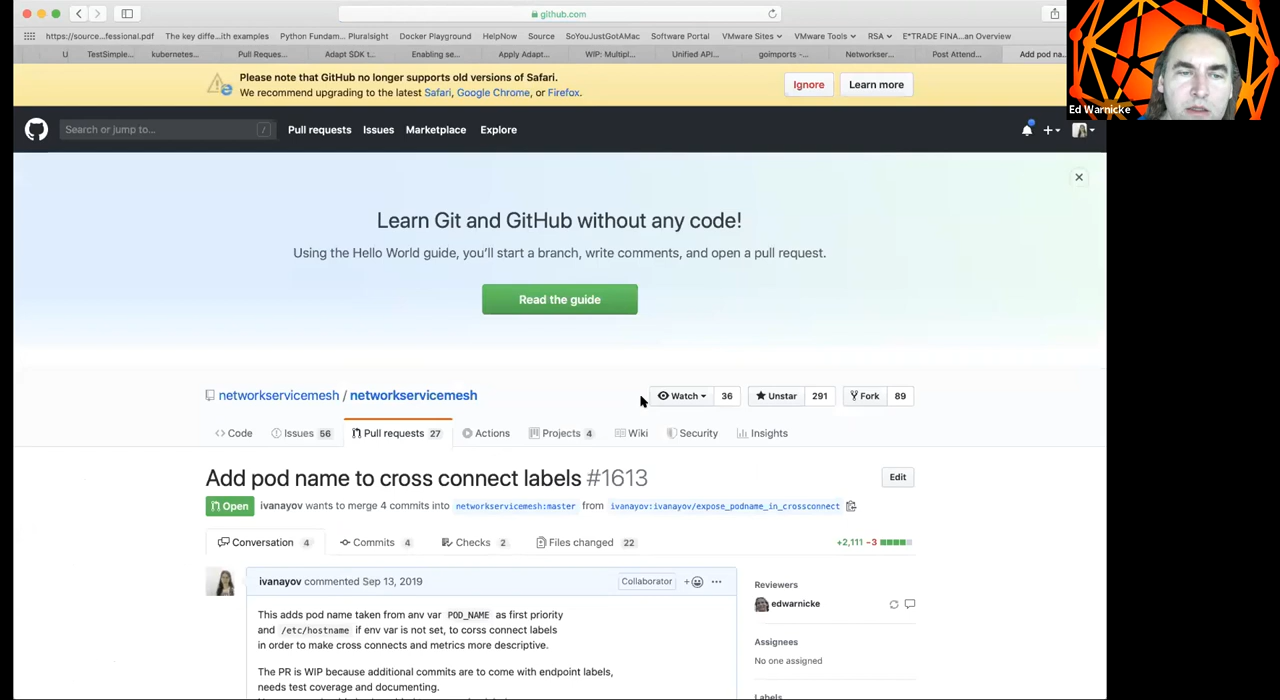 github.com
https://source...fessional.pdf The key diffe...ith examples Python Fundam... Pluralsight Docker Playground HelpNow Source SoYouJustGotAMac Software Portal VMware Sites VMware Tools RSA E*TRADE FINA...an Overview
U TestSimple... kubernetes... Pull Reques... Adapt SDK t... Enabling se... Apply Adapt... WIP: Multipl... Unified API... goimports -... Networkser... Post Attend... Add pod na...
Ed Warnicke
Please note that GitHub no longer supports old versions of Safari.
We recommend upgrading to the latest Safari, Google Chrome, or Firefox.
Ignore Learn more
Search or jump to... / Pull requests Issues Marketplace Explore
Learn Git and GitHub without any code!
Using the Hello World guide, you'll start a branch, write comments, and open a pull request.
Read the guide
networkservicemesh / networkservicemesh Watch 36 Unstar 291 Fork 89
Code Issues 56 Pull requests 27 Actions Projects 4 Wiki Security Insights
Add pod name to cross connect labels #1613 Edit
Open ivanayov wants to merge 4 commits into networkservicemesh:master from ivanayov:ivanayov/expose_podname_in_crossconnect
Conversation 4 Commits 4 Checks 2 Files changed 22 +2,111 −3
ivanayov commented Sep 13, 2019 Collaborator
This adds pod name taken from anv var POD_NAME as first priority
and /etc/hostname if env var is not set, to corss connect labels
in order to make cross connects and metrics more descriptive.
The PR is WIP because additional commits are to come with endpoint labels,
needs test coverage and documenting.
Reviewers
edwarnicke
Assignees
No one assigned
Labels